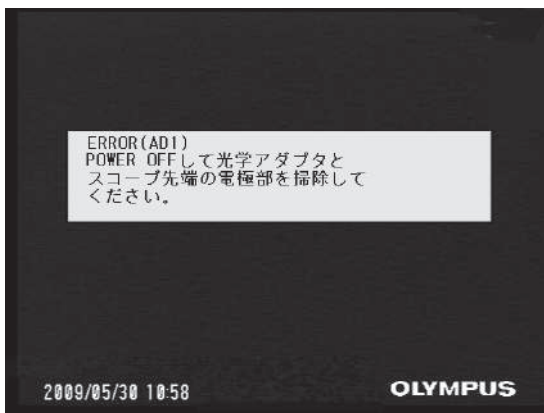 ERROR(AD1)
POWER OFFして光学アダプタと
スコープ先端の電極部を掃除して
ください。
2009/05/30 10:58
OLYMPUS